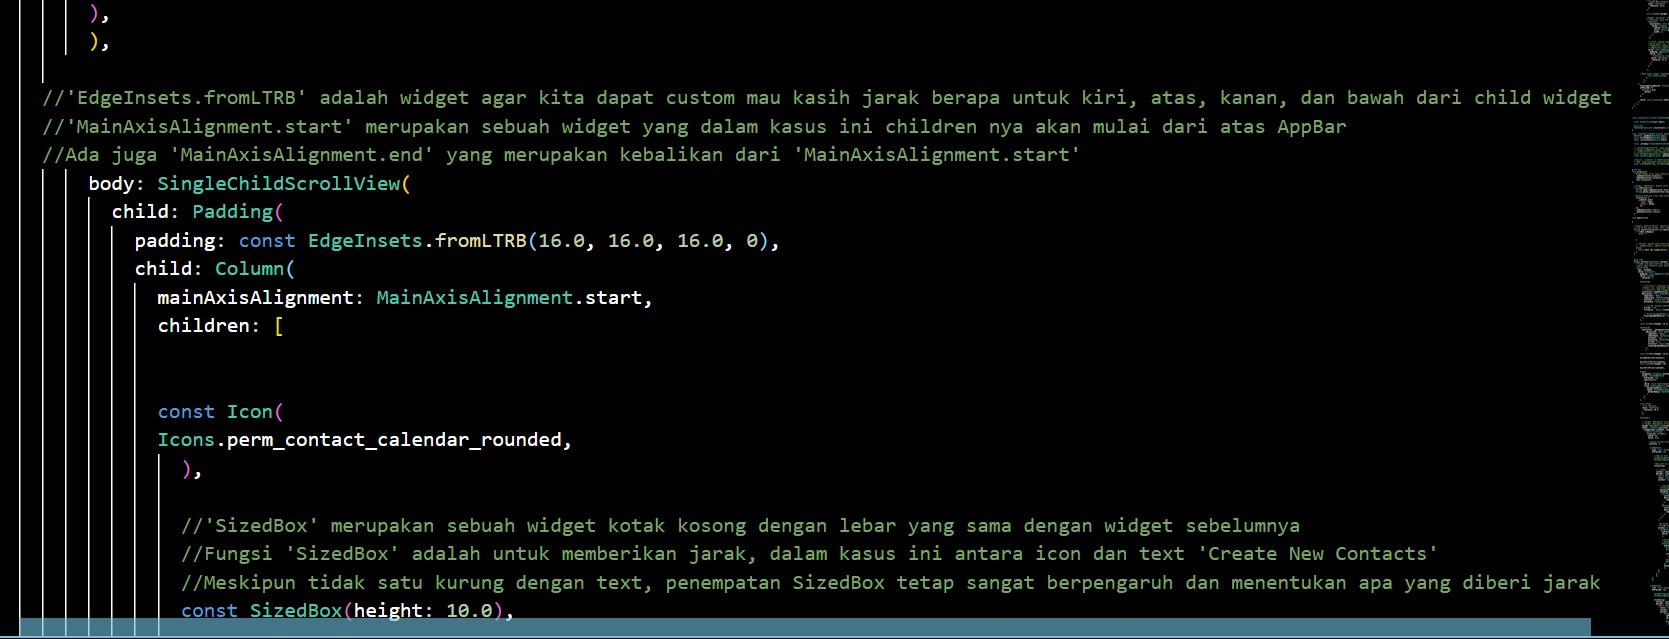 ),
),
//'EdgeInsets.fromLTRB' adalah widget agar kita dapat custom mau kasih jarak berapa untuk kiri, atas, kanan, dan bawah dari child widget
//'MainAxisAlignment.start' merupakan sebuah widget yang dalam kasus ini children nya akan mulai dari atas AppBar
//Ada juga 'MainAxisAlignment.end' yang merupakan kebalikan dari 'MainAxisAlignment.start'
body: SingleChildScrollView(
child: Padding(
padding: const EdgeInsets.fromLTRB(16.0, 16.0, 16.0, 0),
child: Column(
mainAxisAlignment: MainAxisAlignment.start,
children: [
const Icon(
Icons.perm_contact_calendar_rounded,
),
//'SizedBox' merupakan sebuah widget kotak kosong dengan lebar yang sama dengan widget sebelumnya
//Fungsi 'SizedBox' adalah untuk memberikan jarak, dalam kasus ini antara icon dan text 'Create New Contacts'
//Meskipun tidak satu kurung dengan text, penempatan SizedBox tetap sangat berpengaruh dan menentukan apa yang diberi jarak
const SizedBox(height: 10.0),